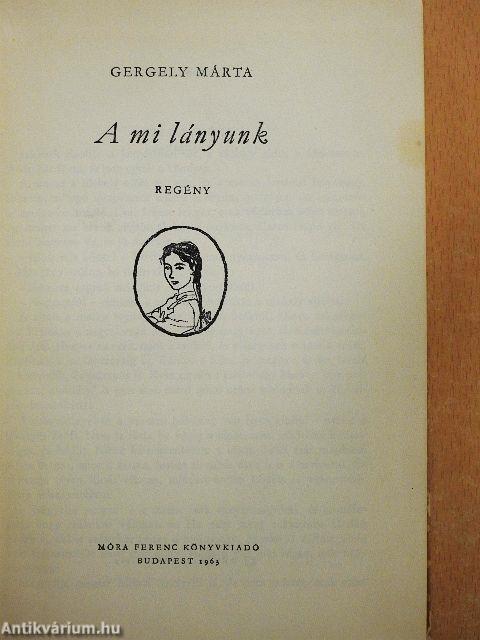 GERGELY MÁRTA
A mi lányunk
REGÉNY
MÓRA FERENC KÖNYVKIADÓ
BUDAPEST 1963
Antikvárium.hu